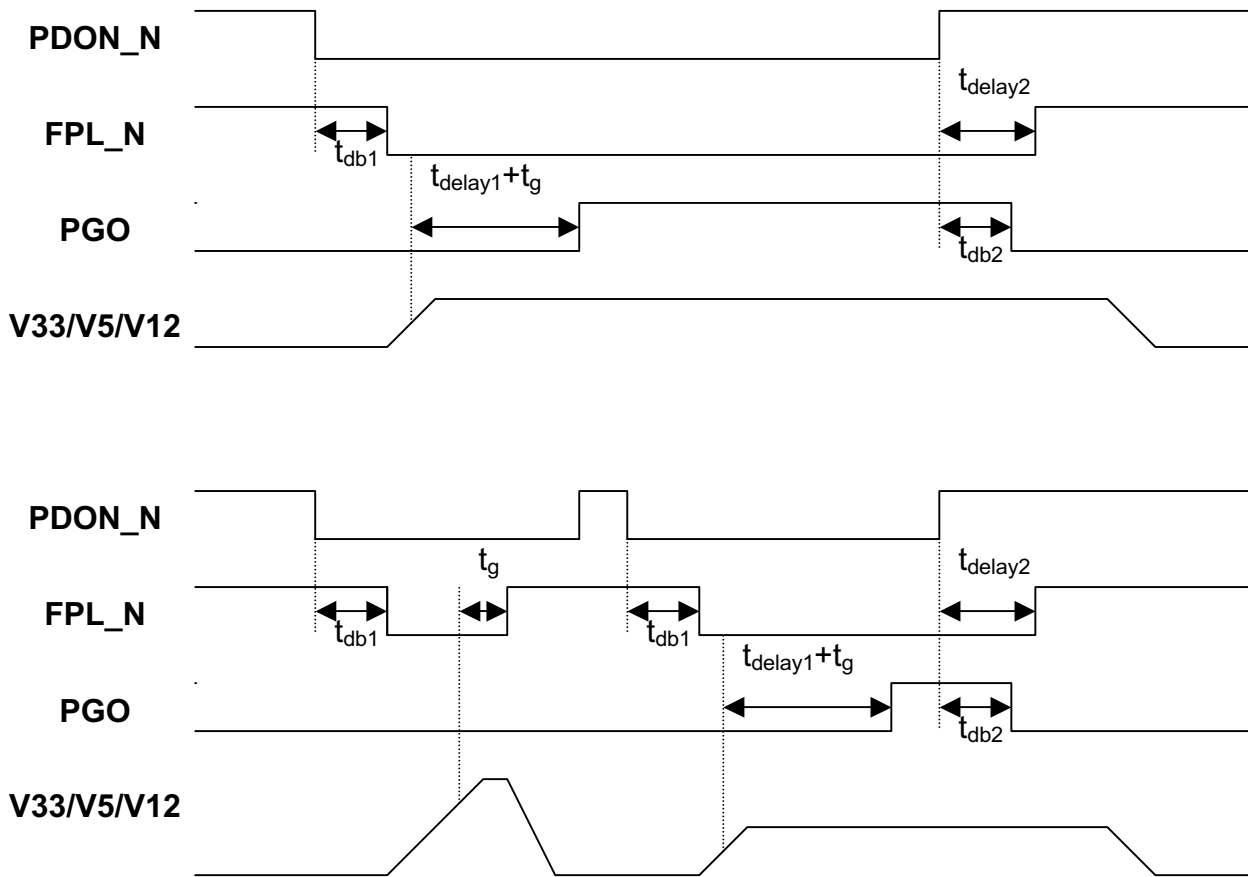 PDON_N
tdelay2
FPL_N
tdb1
tdelay1+tg
PGO
tdb2
V33/V5/V12
PDON_N
tg
tdelay2
FPL_N
tdb1
tdb1
tdelay1+tg
PGO
tdb2
V33/V5/V12